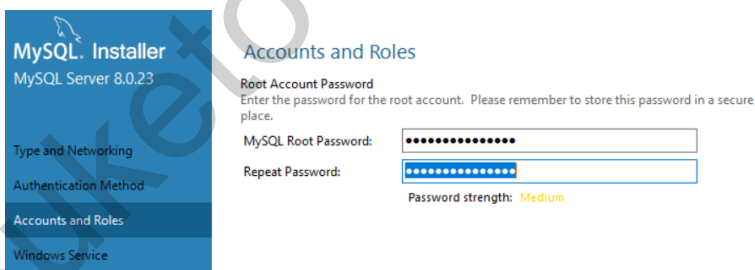 MySQL. Installer
MySQL Server 8.0.23
Type and Networking
Authentication Method
Accounts and Roles
Windows Service
Accounts and Roles
Root Account Password
Enter the password for the root account. Please remember to store this password in a secure
place.
MySQL Root Password: ●●●●●●●●●●●●●●●
Repeat Password: ●●●●●●●●●●●●●●●
Password strength: Medium
uketo